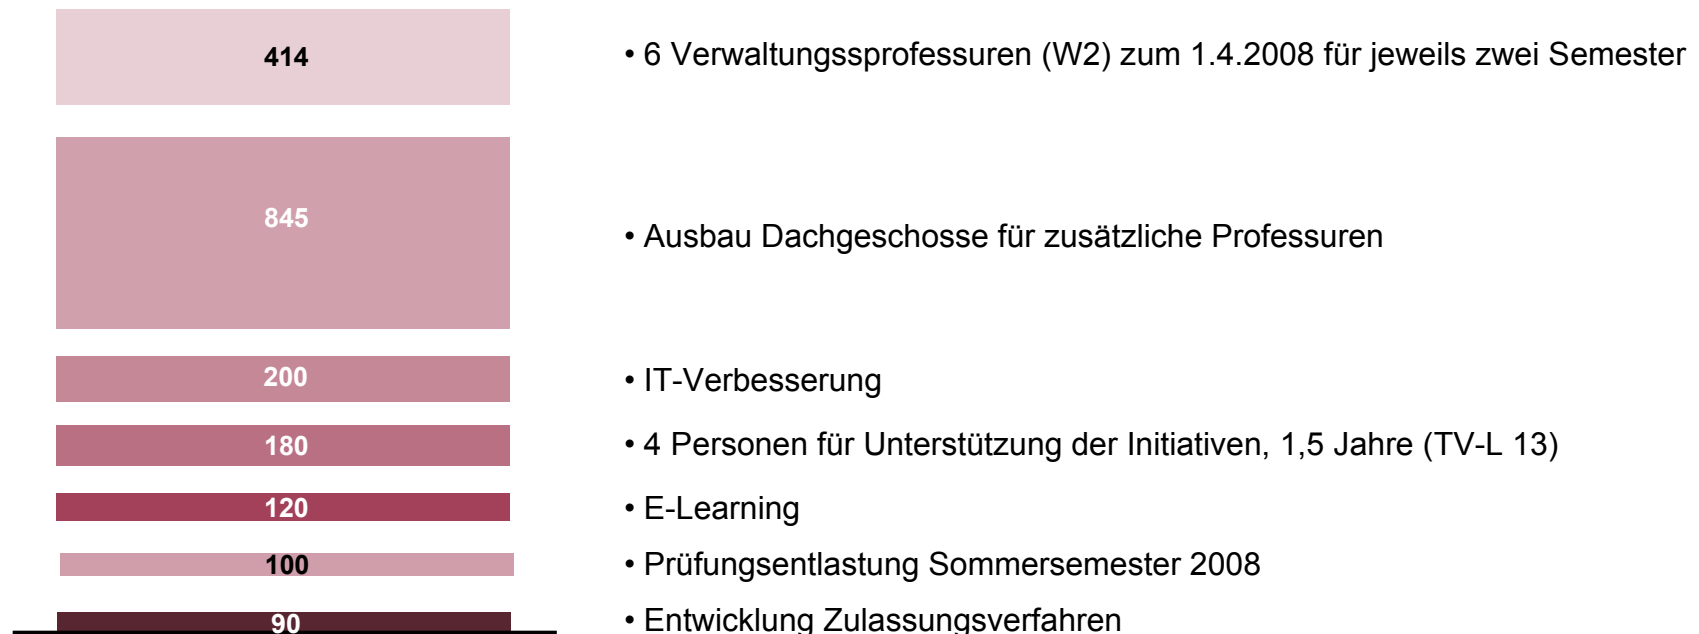 414 • 6 Verwaltungssprofessuren (W2) zum 1.4.2008 für jeweils zwei Semester
845 • Ausbau Dachgeschosse für zusätzliche Professuren
200 • IT-Verbesserung
180 • 4 Personen für Unterstützung der Initiativen, 1,5 Jahre (TV-L 13)
120 • E-Learning
100 • Prüfungsentlastung Sommersemester 2008
90 • Entwicklung Zulassungsverfahren